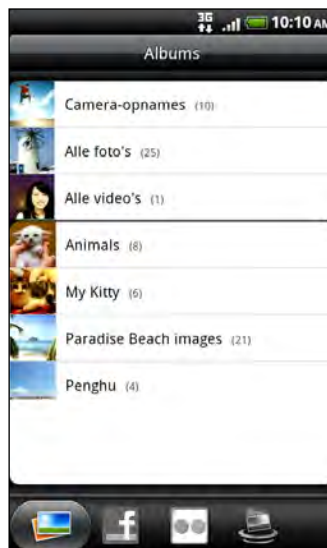 3G 10:10 AM
Albums
Camera-opnames (10)
Alle foto's (25)
Alle video's (1)
Animals (8)
My Kitty (6)
Paradise Beach images (21)
Penghu (4)
f